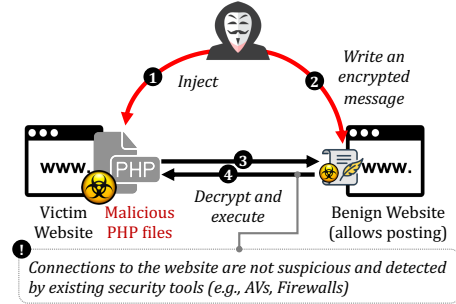 1
Inject
2
Write an
encrypted
message
www.
PHP
3
4
www.
Decrypt and
execute
Victim
Website
Malicious
PHP files
Benign Website
(allows posting)
!
Connections to the website are not suspicious and detected
by existing security tools (e.g., AVs, Firewalls)